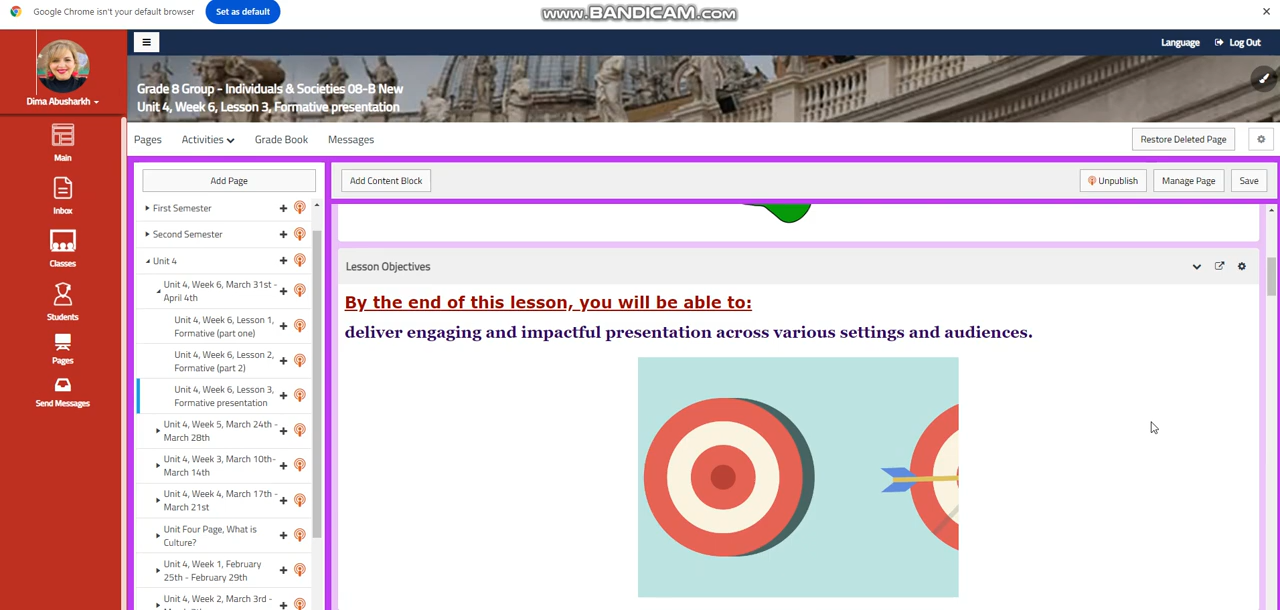 Google Chrome isn't your default browser
Set as default
www.BANDICAM.com
Language
Log Out
Dima Abusharkh
Grade 8 Group - Individuals & Societies 08-B New
Unit 4, Week 6, Lesson 3, Formative presentation
Pages
Activities
Grade Book
Messages
Restore Deleted Page
Main
Inbox
Classes
Students
Pages
Send Messages
Add Page
First Semester
Second Semester
Unit 4
Unit 4, Week 6, March 31st -
April 4th
Unit 4, Week 6, Lesson 1,
Formative (part one)
Unit 4, Week 6, Lesson 2,
Formative (part 2)
Unit 4, Week 6, Lesson 3,
Formative presentation
Unit 4, Week 5, March 24th -
March 28th
Unit 4, Week 3, March 10th-
March 14th
Unit 4, Week 4, March 17th -
March 21st
Unit Four Page, What is
Culture?
Unit 4, Week 1, February
25th - February 29th
Unit 4, Week 2, March 3rd -
Add Content Block
Unpublish
Manage Page
Save
Lesson Objectives
By the end of this lesson, you will be able to:
deliver engaging and impactful presentation across various settings and audiences.